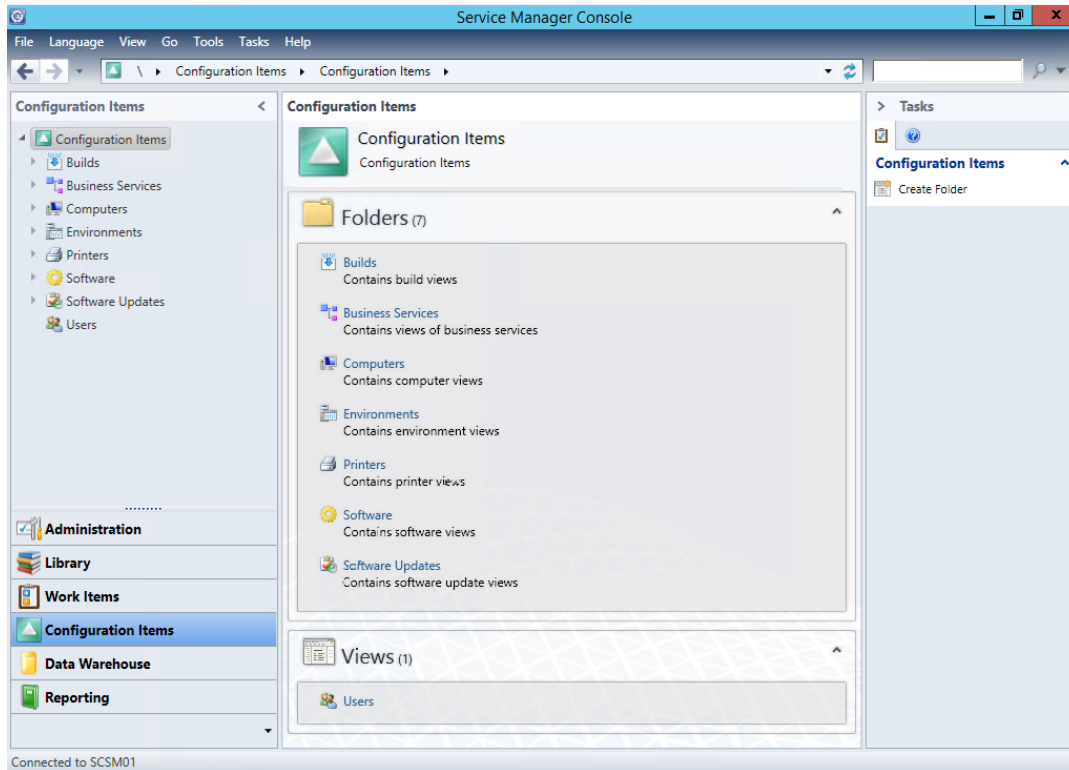 Service Manager Console
File Language View Go Tools Tasks Help
\ Configuration Items Configuration Items
Configuration Items <
Configuration Items
Builds
Business Services
Computers
Environments
Printers
Software
Software Updates
Users
Administration
Library
Work Items
Configuration Items
Data Warehouse
Reporting
Configuration Items
Configuration Items
Configuration Items
Folders (7)
Builds
Contains build views
Business Services
Contains views of business services
Computers
Contains computer views
Environments
Contains environment views
Printers
Contains printer views
Software
Contains software views
Software Updates
Contains software update views
Views (1)
Users
> Tasks
Configuration Items
Create Folder
Connected to SCSM01